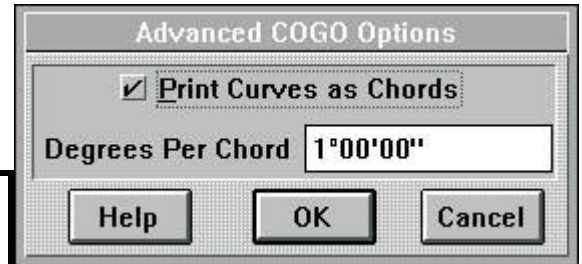 Advanced COGO Options
Print Curves as Chords
Degrees Per Chord 1°00'00"
Help OK Cancel